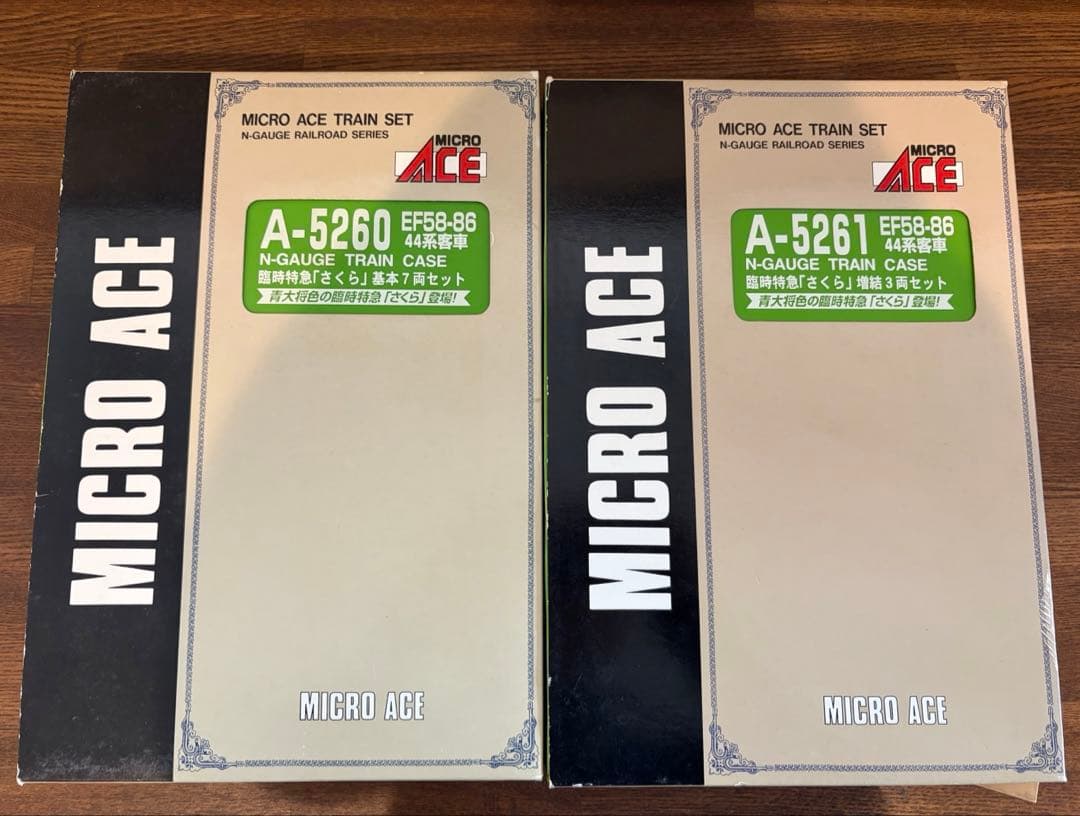 MICRO ACE
MICRO ACE TRAIN SET
N-GAUGE RAILROAD SERIES
MICRO
ACE
A-5260 EF58-86
44系客車
N-GAUGE TRAIN CASE
臨時特急「さくら」基本7両セット
青大将色の臨時特急「さくら」登場!
MICRO ACE
MICRO ACE
MICRO ACE TRAIN SET
N-GAUGE RAILROAD SERIES
MICRO
ACE
A-5261 EF58-86
44系客車
N-GAUGE TRAIN CASE
臨時特急「さくら」増結3両セット
青大将色の臨時特急「さくら」登場!
MICRO ACE